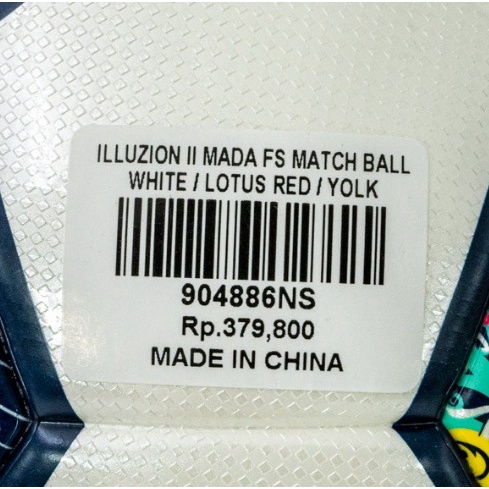 ILLUZION II MADA FS MATCH BALL
WHITE / LOTUS RED / YOLK
904886NS
Rp.379,800
MADE IN CHINA